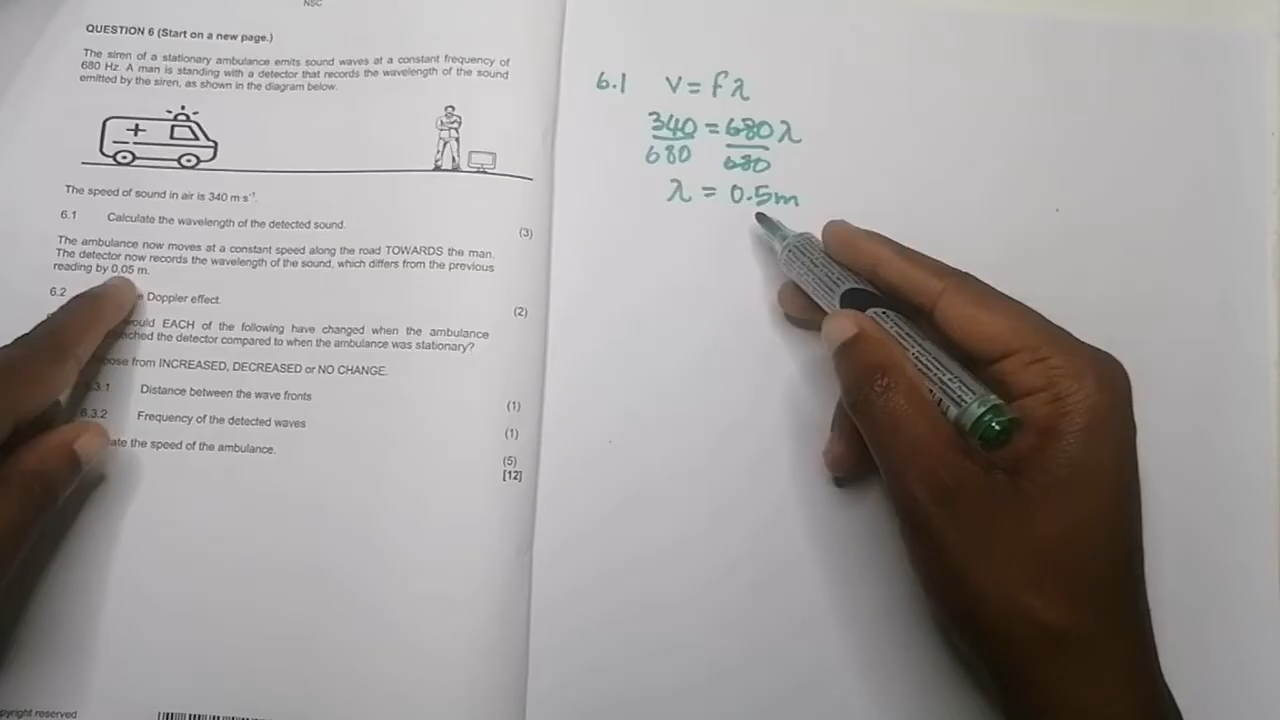 NSC
QUESTION 6 (Start on a new page.)
The siren of a stationary ambulance emits sound waves at a constant frequency of
680 Hz. A man is standing with a detector that records the wavelength of the sound
emitted by the siren, as shown in the diagram below.
The speed of sound in air is 340 m·s⁻¹.
6.1 Calculate the wavelength of the detected sound.
(3)
The ambulance now moves at a constant speed along the road TOWARDS the man.
The detector now records the wavelength of the sound, which differs from the previous
reading by 0,05 m.
6.2 Doppler effect.
(2)
EACH of the following have changed when the ambulance
the detector compared to when the ambulance was stationary?
from INCREASED, DECREASED or NO CHANGE.
3.1 Distance between the wave fronts
(1)
6.3.2 Frequency of the detected waves
(1)
the speed of the ambulance.
(5)
[12]
reserved
6.1 v = fλ
340 = 680λ
680 680
λ = 0.5m